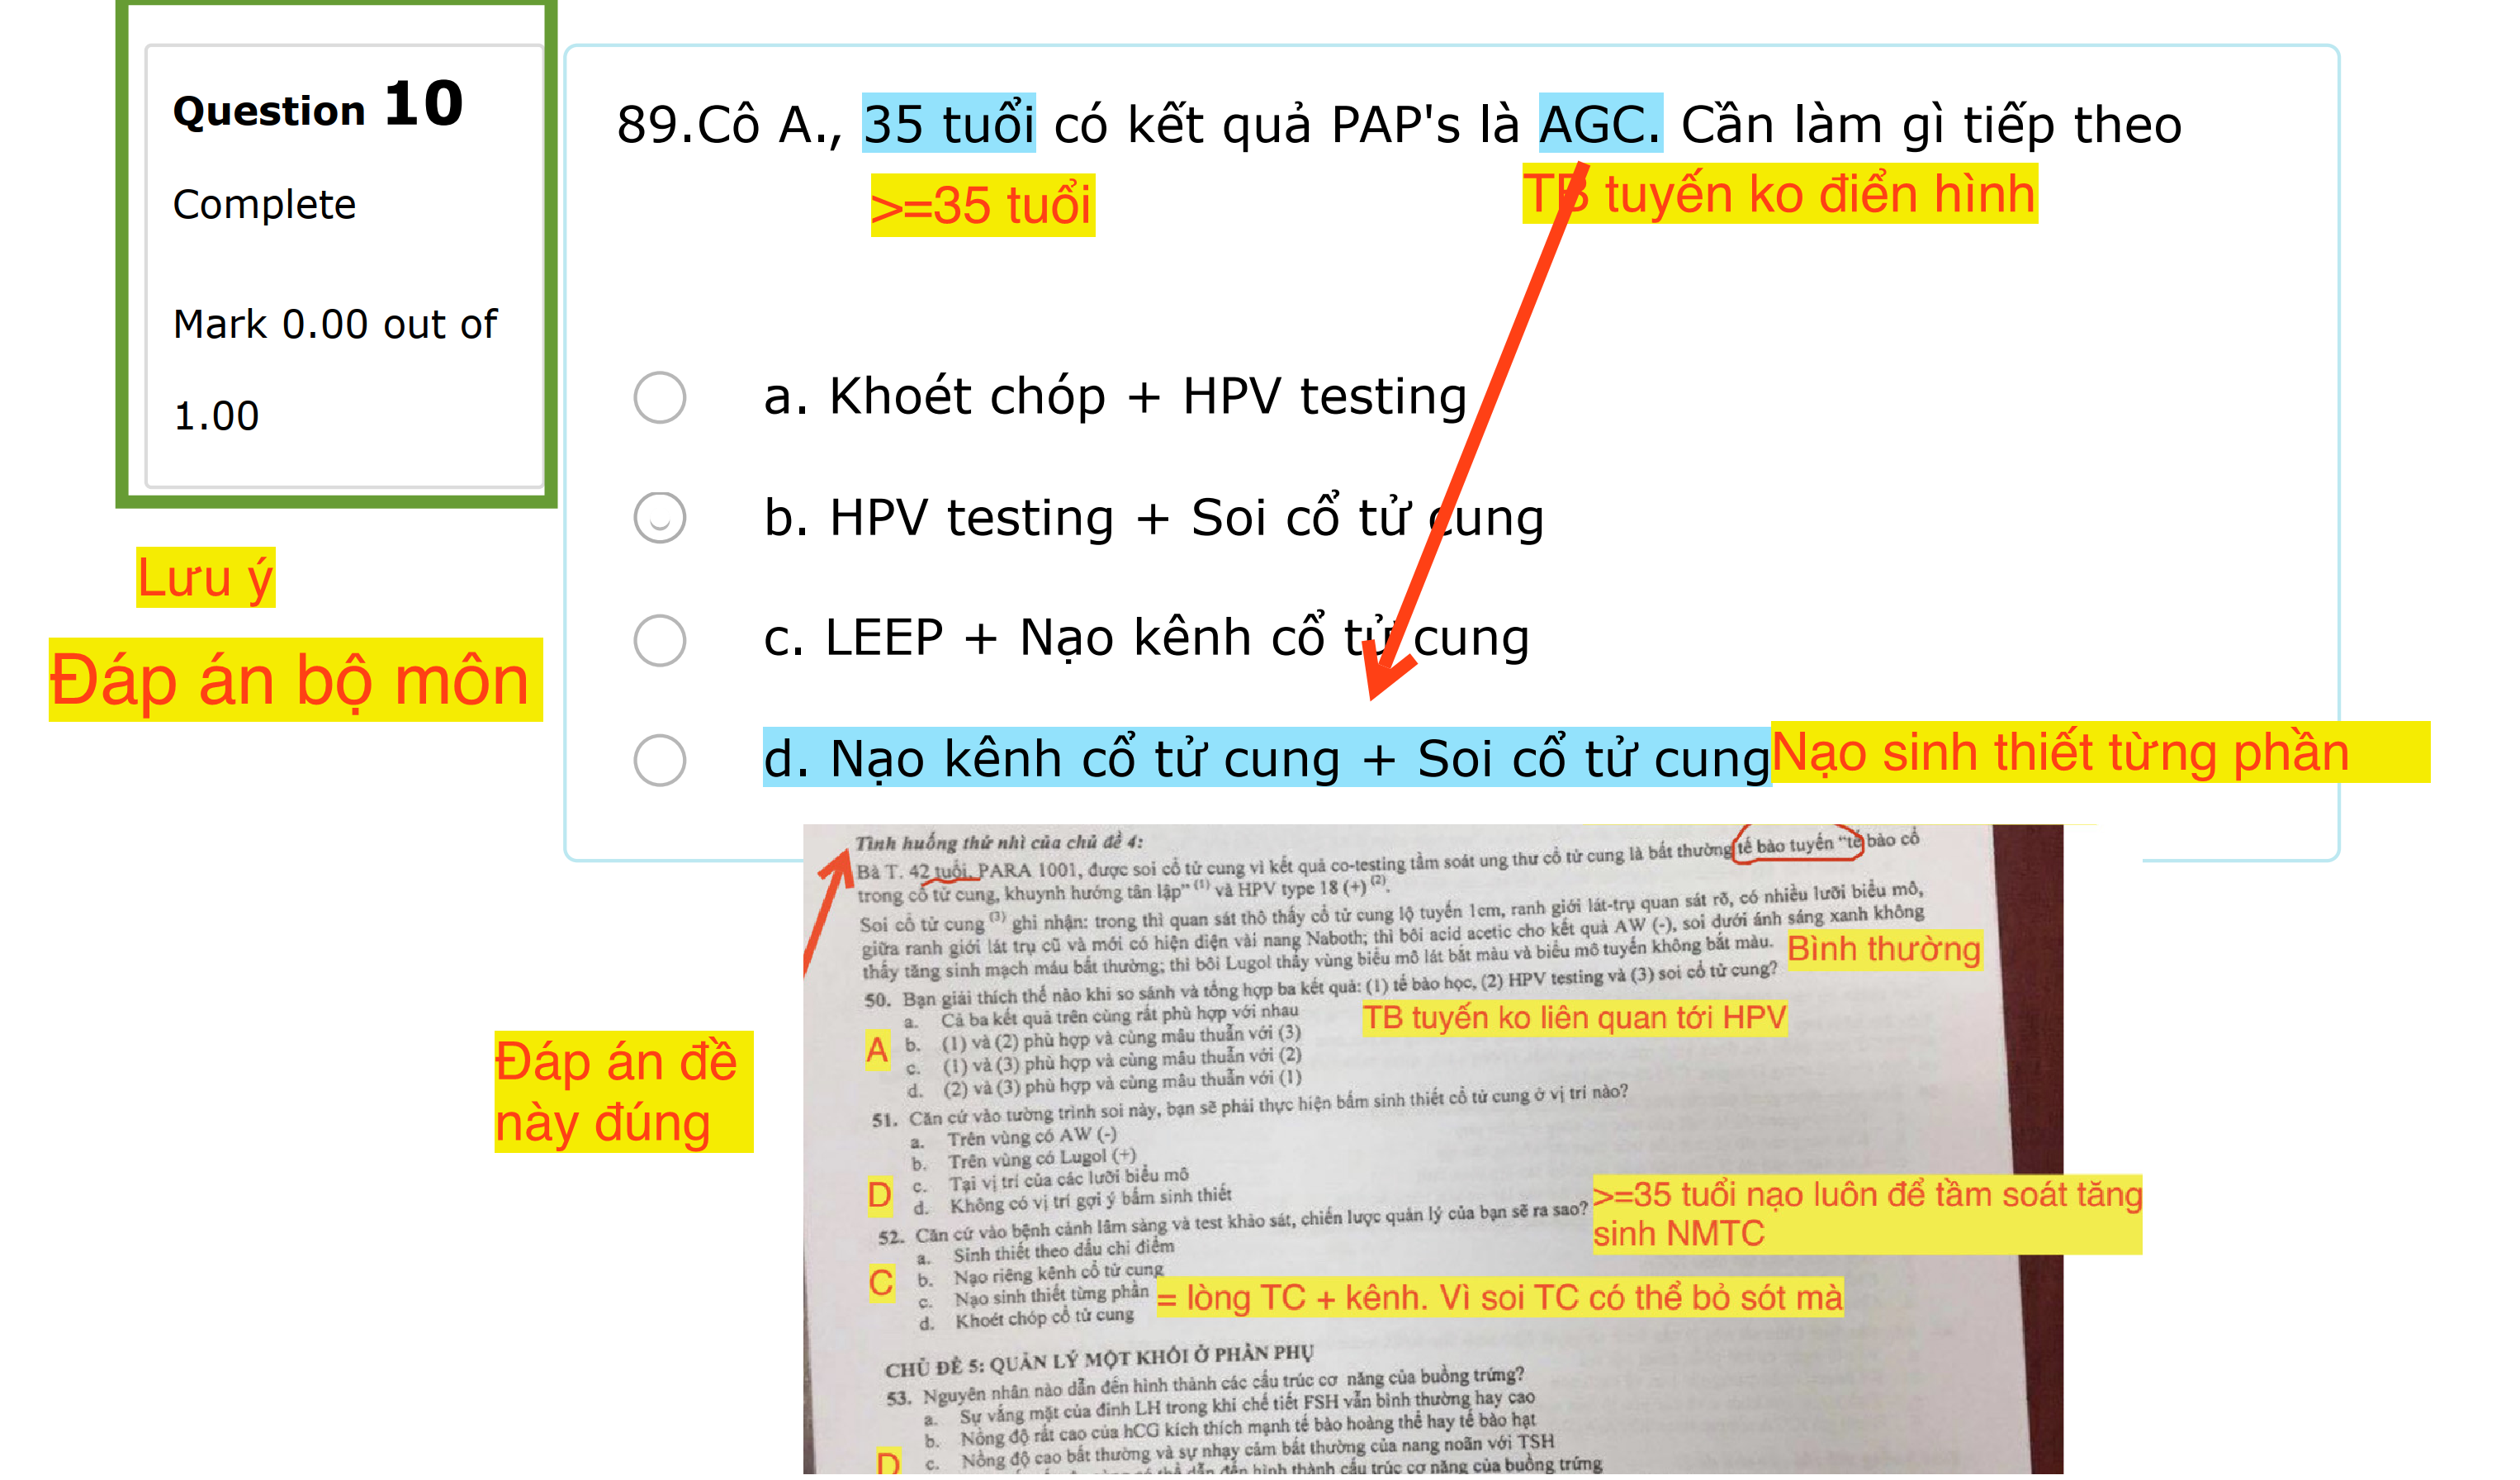 Question 10
Complete
Mark 0.00 out of
1.00
Lưu ý
Đáp án bộ môn
89.Cô A., 35 tuổi có kết quả PAP's là AGC. Cần làm gì tiếp theo
>=35 tuổi
TB tuyến ko điển hình
a. Khoét chóp + HPV testing
b. HPV testing + Soi cổ tử cung
c. LEEP + Nạo kênh cổ tử cung
d. Nạo kênh cổ tử cung + Soi cổ tử cung
Nạo sinh thiết từng phần
Đáp án đề
này đúng
Tình huống thứ nhì của chủ đề 4:
Bà T. 42 tuổi, PARA 1001, được soi cổ tử cung vì kết quả co-testing tầm soát ung thư cổ tử cung là bất thường tế bào tuyến "tế bào cổ
trong cổ tử cung, khuynh hướng tân lập" (1) và HPV type 18 (+) (2).
Soi cổ tử cung (3) ghi nhận: trong thì quan sát thô thấy cổ tử cung lộ tuyến 1cm, ranh giới lát-trụ quan sát rõ, có nhiều lưỡi biểu mô,
giữa ranh giới lát trụ cũ và mới có hiện diện vài nang Naboth; thì bôi acid acetic cho kết quả AW (-), soi dưới ánh sáng xanh không
thấy tăng sinh mạch máu bất thường; thì bôi Lugol thấy vùng biểu mô lát bắt màu và biểu mô tuyến không bắt màu.
Bình thường
50. Bạn giải thích thế nào khi so sánh và tổng hợp ba kết quả: (1) tế bào học, (2) HPV testing và (3) soi cổ tử cung?
a. Cả ba kết quả trên cùng rất phù hợp với nhau
TB tuyến ko liên quan tới HPV
A
b. (1) và (2) phù hợp và cùng mâu thuẫn với (3)
c. (1) và (3) phù hợp và cùng mâu thuẫn với (2)
d. (2) và (3) phù hợp và cùng mâu thuẫn với (1)
51. Căn cứ vào tường trình soi này, bạn sẽ phải thực hiện bấm sinh thiết cổ tử cung ở vị trí nào?
a. Trên vùng có AW (-)
b. Trên vùng có Lugol (+)
D
c. Tại vị trí của các lưỡi biểu mô
d. Không có vị trí gợi ý bấm sinh thiết
52. Căn cứ vào bệnh cảnh lâm sàng và test khảo sát, chiến lược quản lý của bạn sẽ ra sao?
>=35 tuổi nạo luôn để tầm soát tăng
sinh NMTC
a. Sinh thiết theo dấu chỉ điểm
C
b. Nạo riêng kênh cổ tử cung
c. Nạo sinh thiết từng phần
= lòng TC + kênh. Vì soi TC có thể bỏ sót mà
d. Khoét chóp cổ tử cung
CHỦ ĐỀ 5: QUẢN LÝ MỘT KHỐI Ở PHẦN PHỤ
53. Nguyên nhân nào dẫn đến hình thành các cấu trúc cơ năng của buồng trứng?
a. Sự vắng mặt của đỉnh LH trong khi chế tiết FSH vẫn bình thường hay cao
b. Nồng độ rất cao của hCG kích thích mạnh tế bào hoàng thể hay tế bào hạt
D
c. Nồng độ cao bất thường và sự nhạy cảm bất thường của nang noãn với TSH
thể dẫn đến hình thành cấu trúc cơ năng của buồng trứng